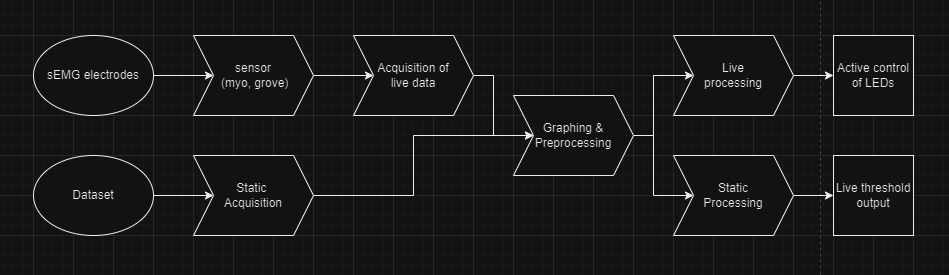 sEMG electrodes
sensor
(myo, grove)
Acquisition of
live data
Graphing &
Preprocessing
Live
processing
Active control
of LEDs
Dataset
Static
Acquisition
Static
Processing
Live threshold
output